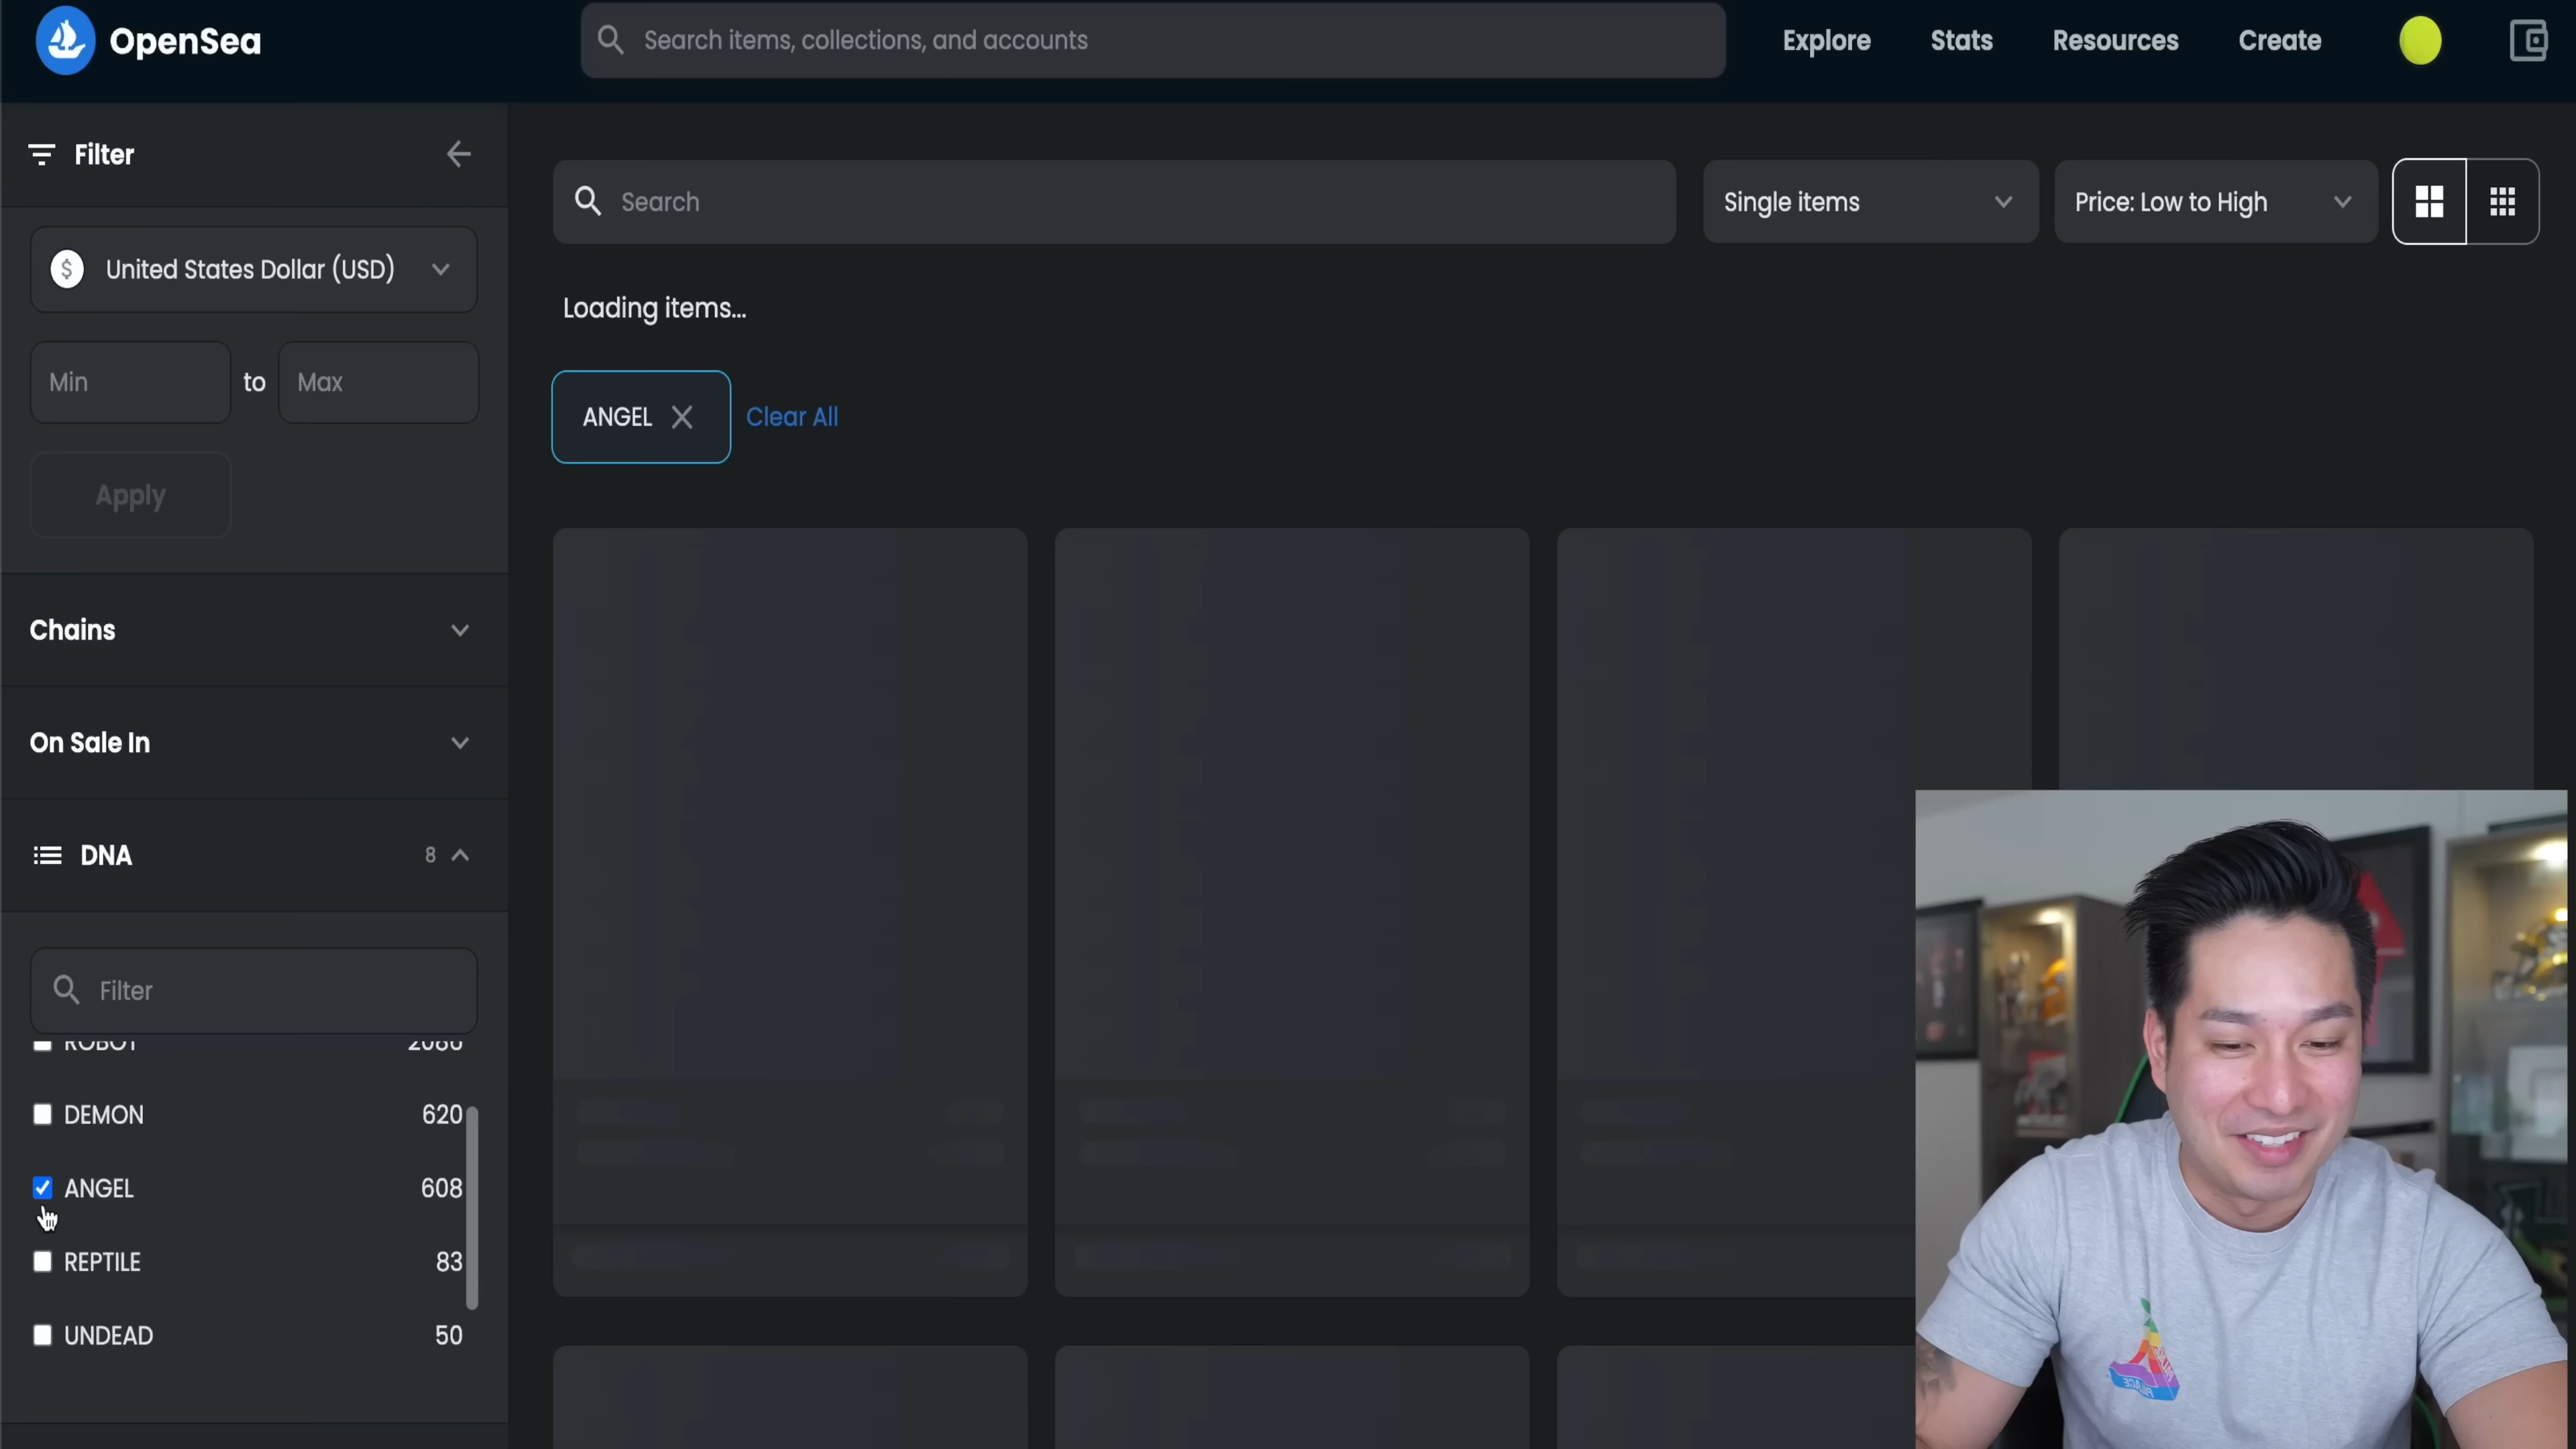 OpenSea
Search items, collections, and accounts
Explore
Stats
Resources
Create
Filter
$ United States Dollar (USD)
Min
to
Max
Apply
Chains
On Sale In
DNA
8
Filter
ROBOT
DEMON
620
ANGEL
608
REPTILE
83
UNDEAD
50
Search
Single items
Price: Low to High
Loading items...
ANGEL
Clear All